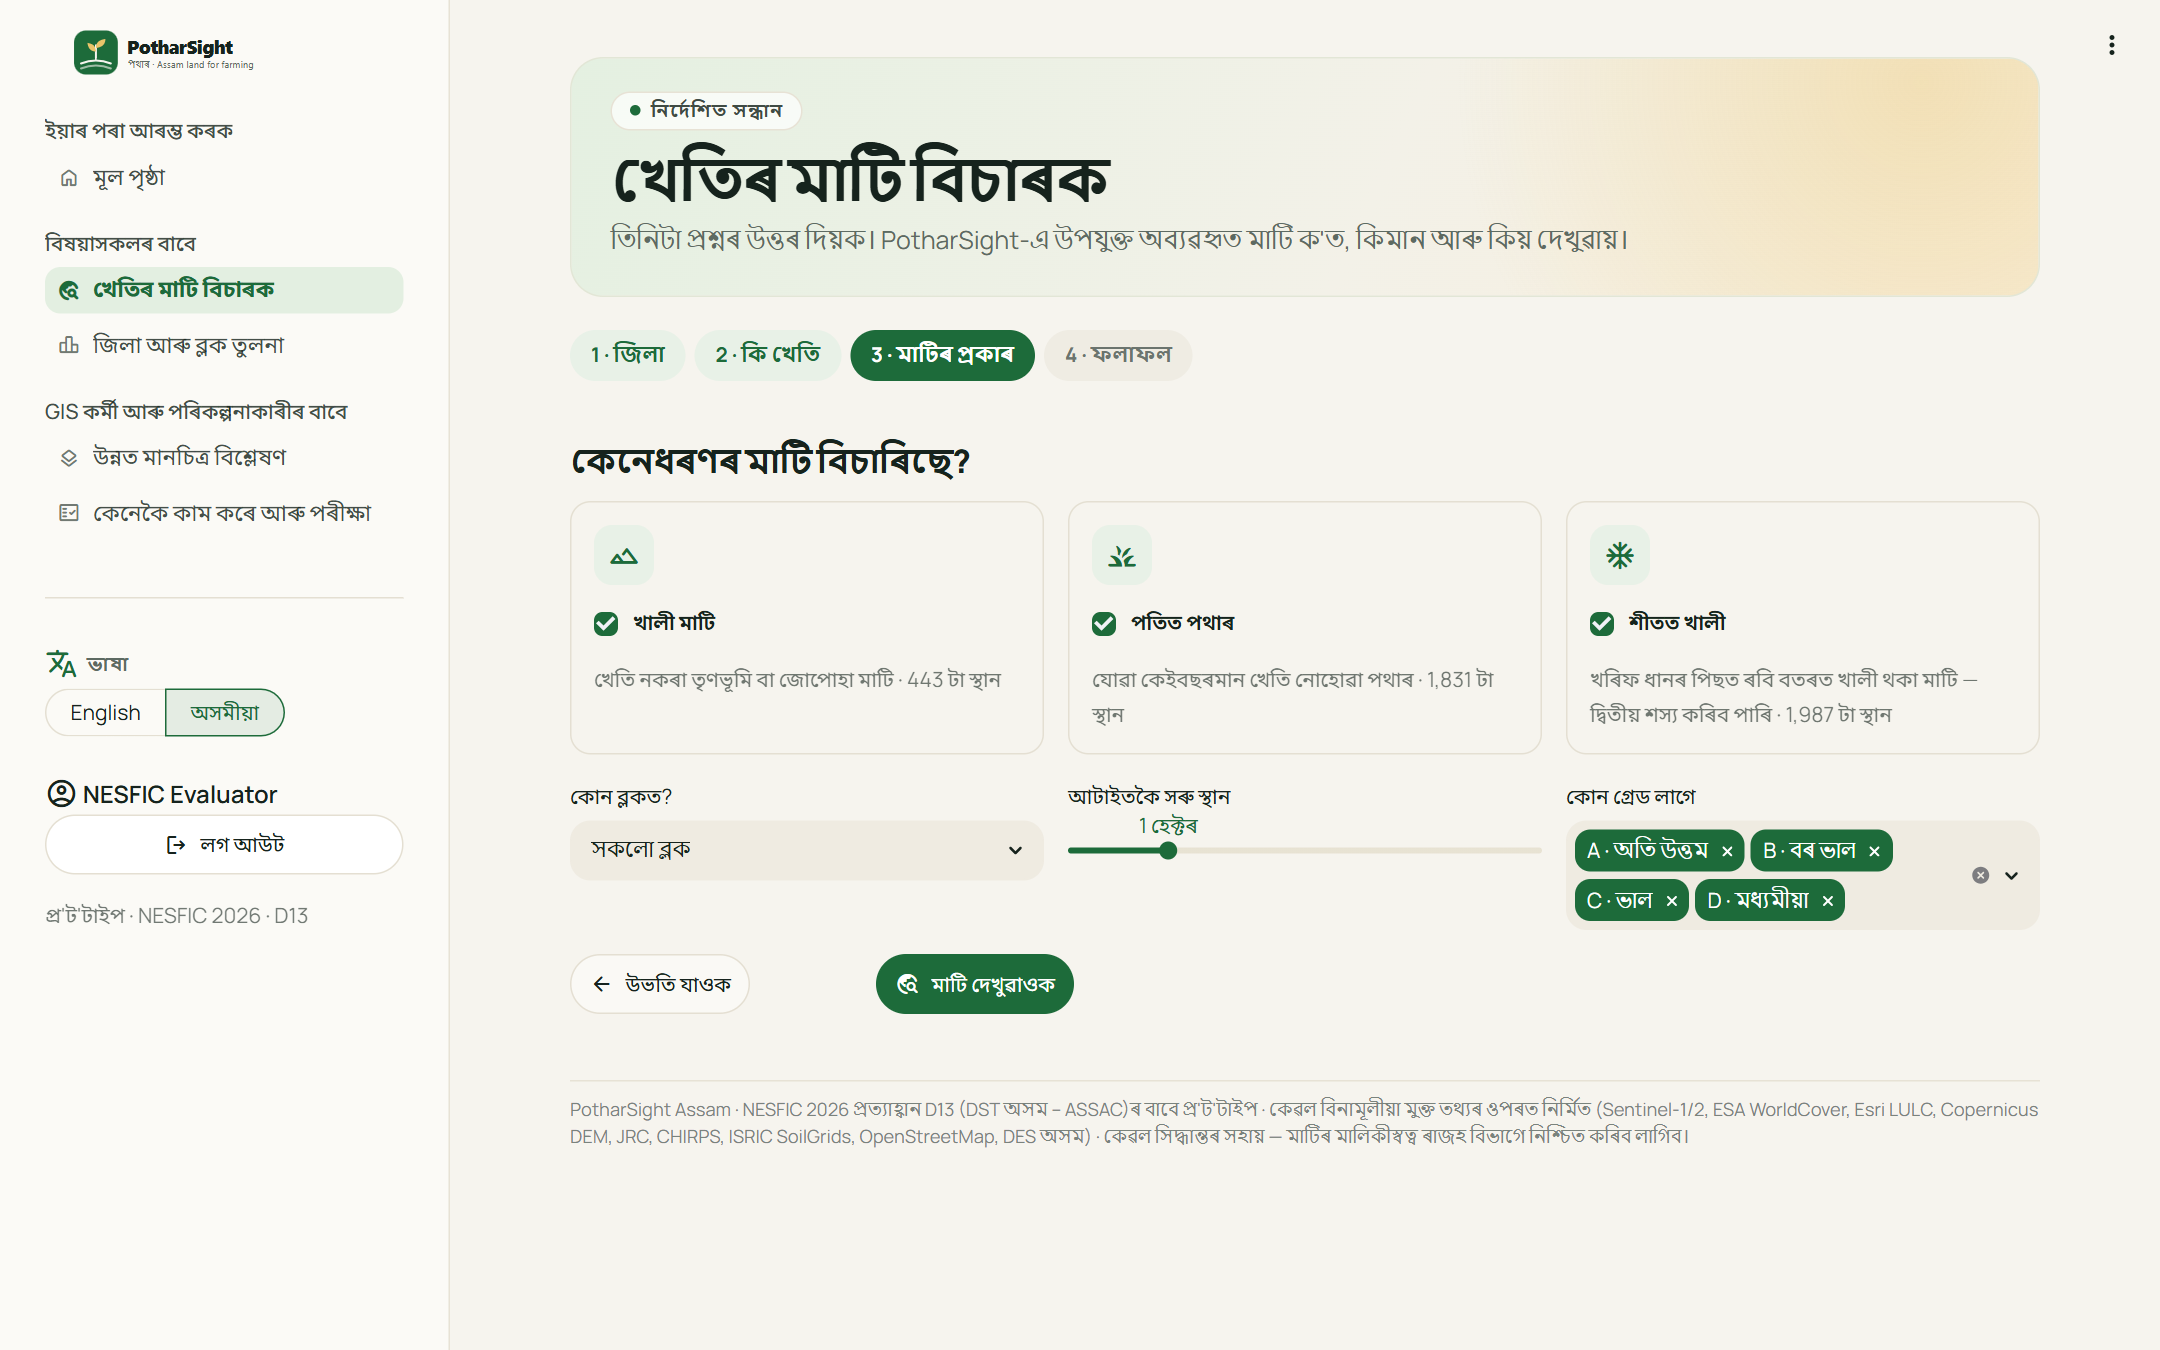 PotharSight
পথাৰ · Assam land for farming
ইয়াৰ পৰা আৰম্ভ কৰক
মূল পৃষ্ঠা
বিষয়াসকলৰ বাবে
খেতিৰ মাটি বিচাৰক
জিলা আৰু ব্লক তুলনা
GIS কৰ্মী আৰু পৰিকল্পনাকাৰীৰ বাবে
উন্নত মানচিত্ৰ বিশ্লেষণ
কেনেকৈ কাম কৰে আৰু পৰীক্ষা
ভাষা
English
অসমীয়া
NESFIC Evaluator
লগ আউট
প্ৰ'ট'টাইপ · NESFIC 2026 · D13
নিৰ্দেশিত সন্ধান
খেতিৰ মাটি বিচাৰক
তিনিটা প্ৰশ্নৰ উত্তৰ দিয়ক। PotharSight-এ উপযুক্ত অব্যৱহৃত মাটি ক'ত, কিমান আৰু কিয় দেখুৱায়।
1 · জিলা
2 · কি খেতি
3 · মাটিৰ প্ৰকাৰ
4 · ফলাফল
কেনেধৰণৰ মাটি বিচাৰিছে?
খালী মাটি
খেতি নকৰা তৃণভূমি বা জোপোহা মাটি · 443 টা স্থান
পতিত পথাৰ
যোৱা কেইবছৰমান খেতি নোহোৱা পথাৰ · 1,831 টা
স্থান
শীতত খালী
খৰিফ ধানৰ পিছত ৰবি বতৰত খালী থকা মাটি —
দ্বিতীয় শস্য কৰিব পাৰি · 1,987 টা স্থান
কোন ব্লকত?
সকলো ব্লক
আটাইতকৈ সৰু স্থান
1 হেক্টৰ
কোন গ্ৰেড লাগে
A · অতি উত্তম
B · বৰ ভাল
C · ভাল
D · মধ্যমীয়া
উভতি যাওক
মাটি দেখুৱাওক
PotharSight Assam · NESFIC 2026 প্ৰত্যাহ্বান D13 (DST অসম – ASSAC)ৰ বাবে প্ৰ'ট'টাইপ · কেৱল বিনামূলীয়া মুক্ত তথ্যৰ ওপৰত নিৰ্মিত (Sentinel-1/2, ESA WorldCover, Esri LULC, Copernicus
DEM, JRC, CHIRPS, ISRIC SoilGrids, OpenStreetMap, DES অসম) · কেৱল সিদ্ধান্তৰ সহায় — মাটিৰ মালিকীস্বত্ব ৰাজহ বিভাগে নিশ্চিত কৰিব লাগিব।